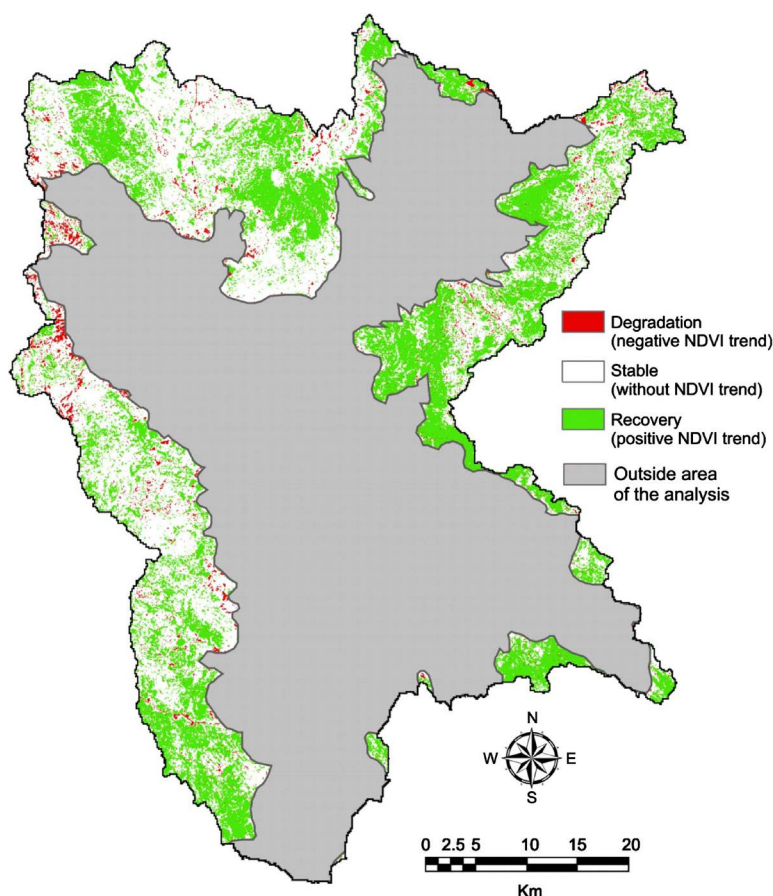 Degradation
(negative NDVI trend)
Stable
(without NDVI trend)
Recovery
(positive NDVI trend)
Outside area
of the analysis
N
W E
S
0 2.5 5 10 15 20
Km